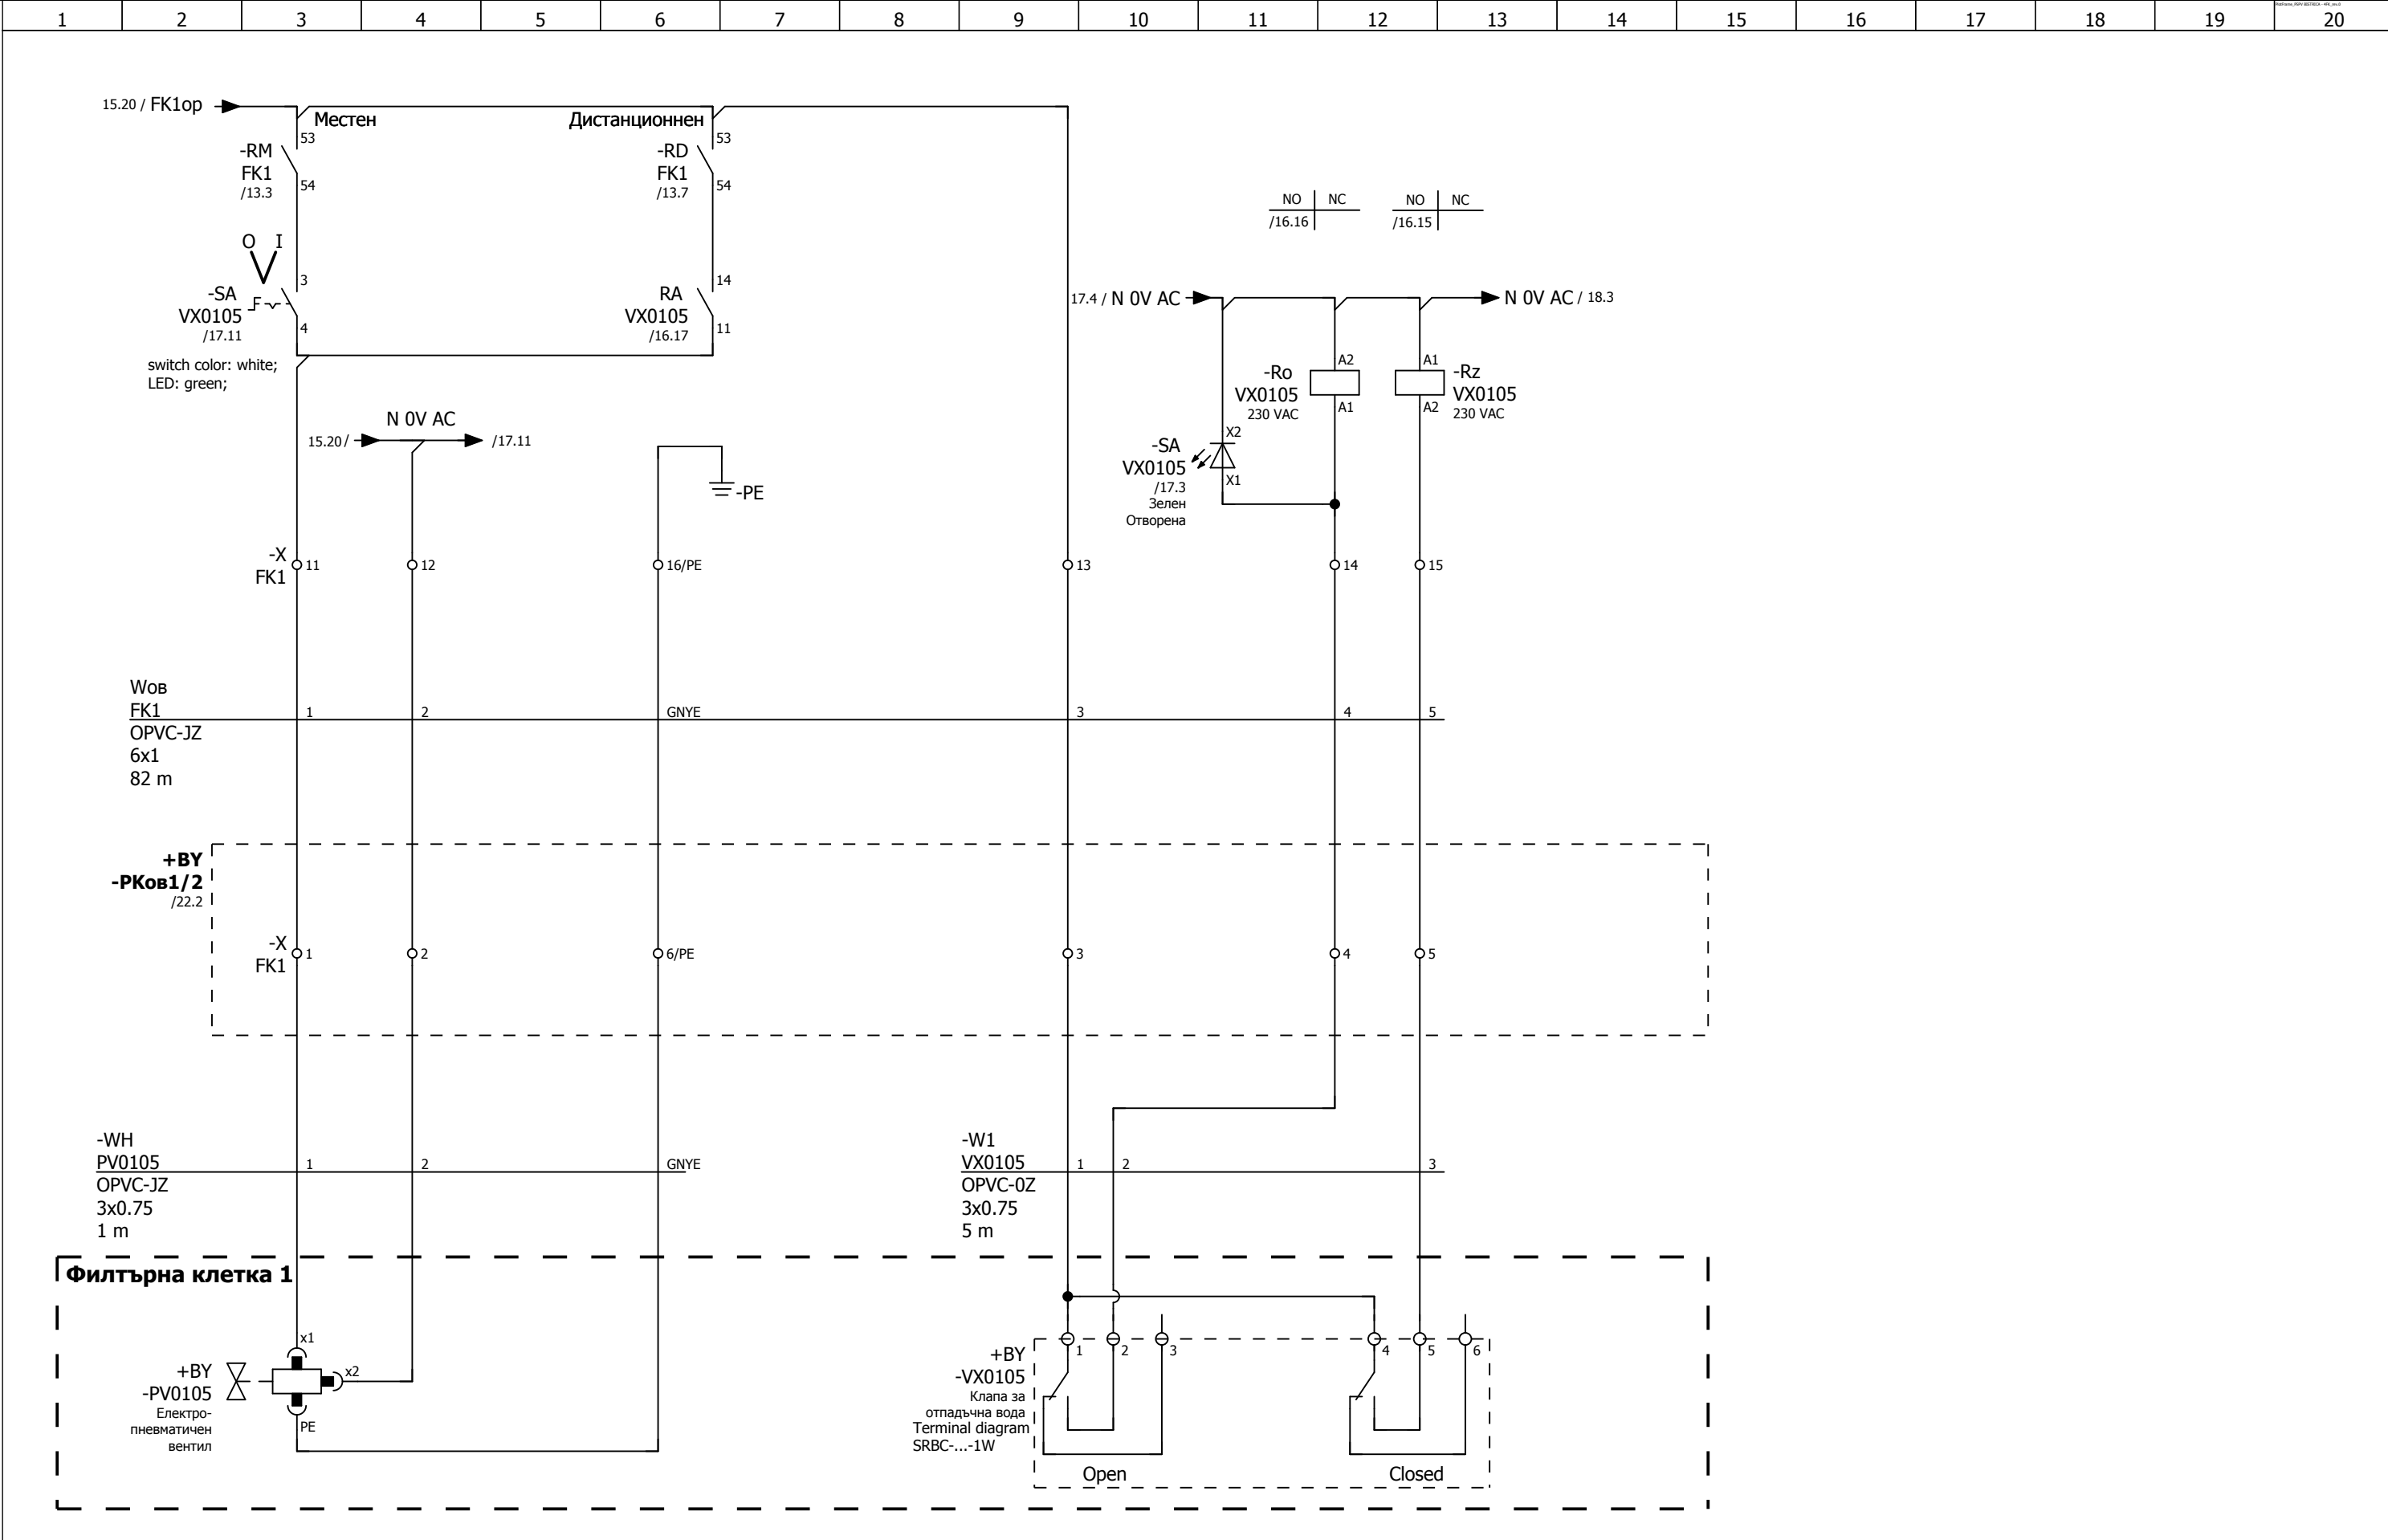 1 2 3 4 5 6 7 8 9 10 11 12 13 14 15 16 17 18 19 20
15.20 / FK1op
Местен
Дистанционнен
53
-RM
FK1
/13.3
54
53
-RD
FK1
/13.7
54
NO NC
/16.16
NO NC
/16.15
O I
3
-SA
VX0105
/17.11
4
switch color: white;
LED: green;
14
RA
VX0105
/16.17
11
17.4 / N 0V AC
N 0V AC / 18.3
A2
-Ro
VX0105
230 VAC
A1
A1
-Rz
VX0105
230 VAC
A2
N 0V AC
15.20 /
/17.11
-PE
X2
-SA
VX0105
/17.3
Зелен
Отворена
X1
-X
FK1
11
12
16/PE
13
14
15
Wов
FK1
OPVC-JZ
6x1
82 m
1
2
GNYE
3
4
5
+BY
-РКов1/2
/22.2
-X
FK1
1
2
6/PE
3
4
5
-WH
PV0105
OPVC-JZ
3x0.75
1 m
1
2
GNYE
-W1
VX0105
OPVC-0Z
3x0.75
5 m
1
2
3
Филтърна клетка 1
x1
x2
PE
+BY
-PV0105
Електро-
пневматичен
вентил
+BY
-VX0105
Клапа за
отпадъчна вода
Terminal diagram
SRBC-...-1W
1
2
3
4
5
6
Open
Closed